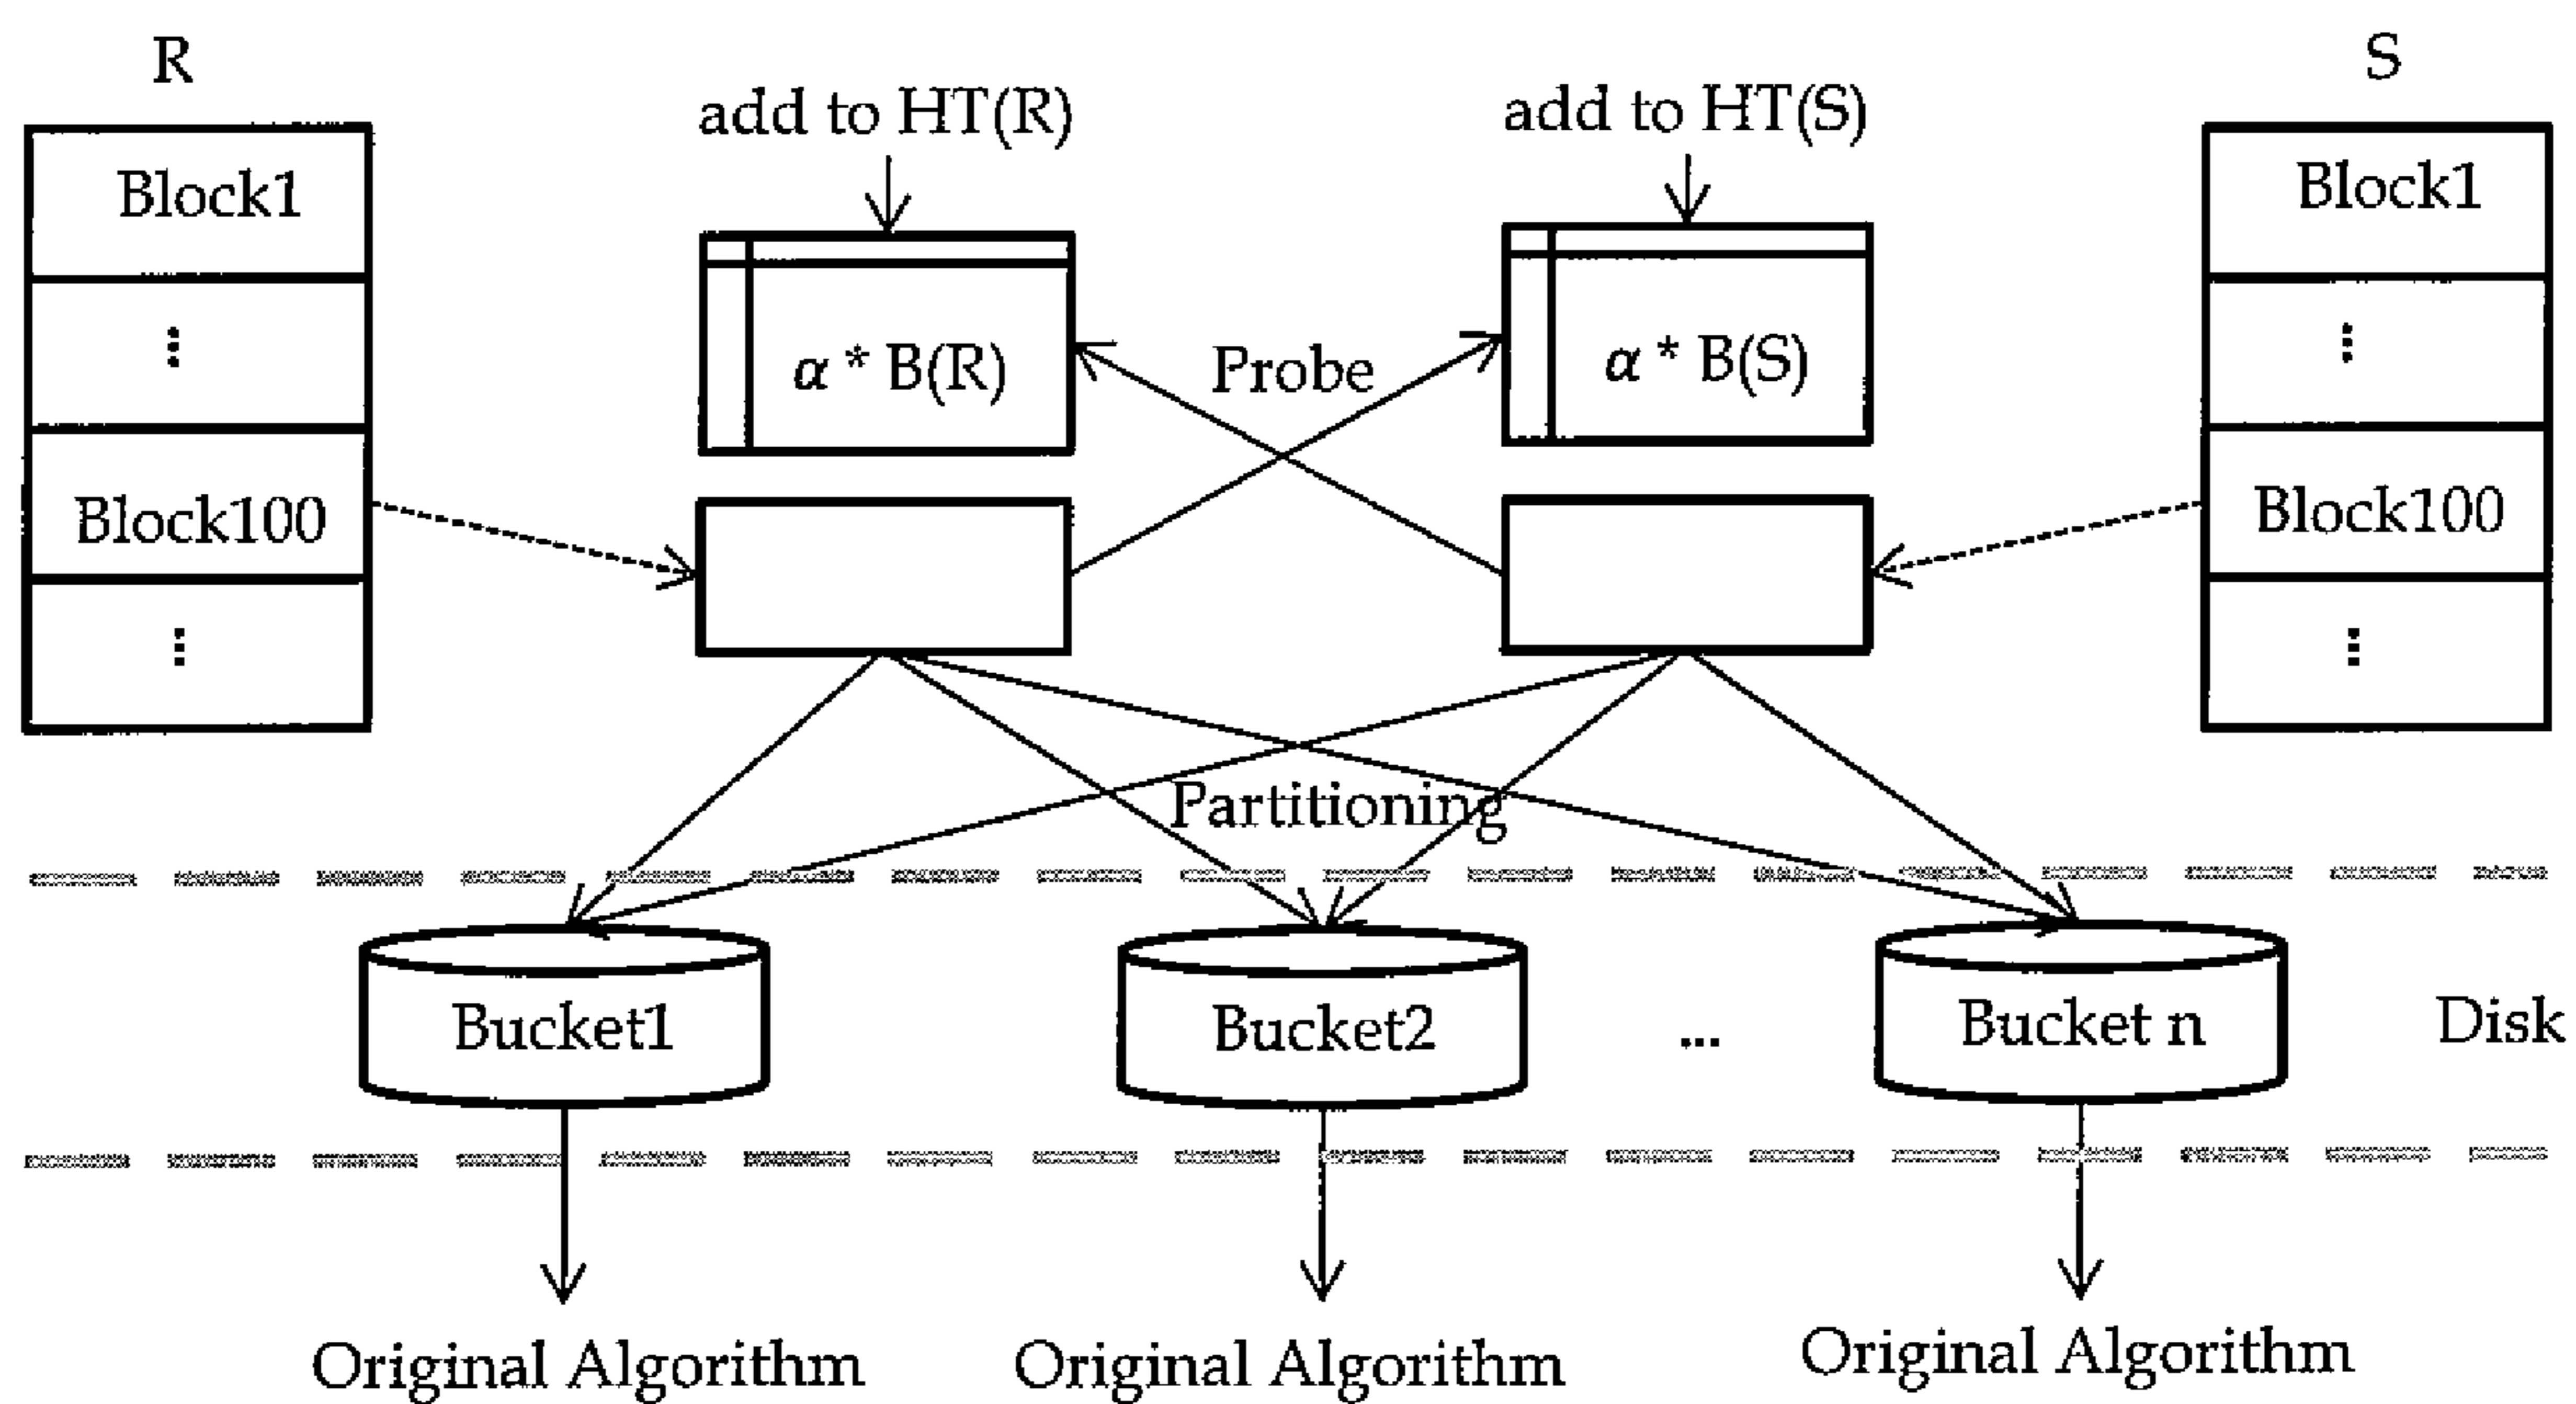 R
S
add to HT(R)
add to HT(S)
Block1
Block1
⋮
α * B(R)
Probe
α * B(S)
⋮
Block100
Block100
⋮
⋮
Partitioning
Bucket1
Bucket2
...
Bucket n
Disk
Original Algorithm
Original Algorithm
Original Algorithm